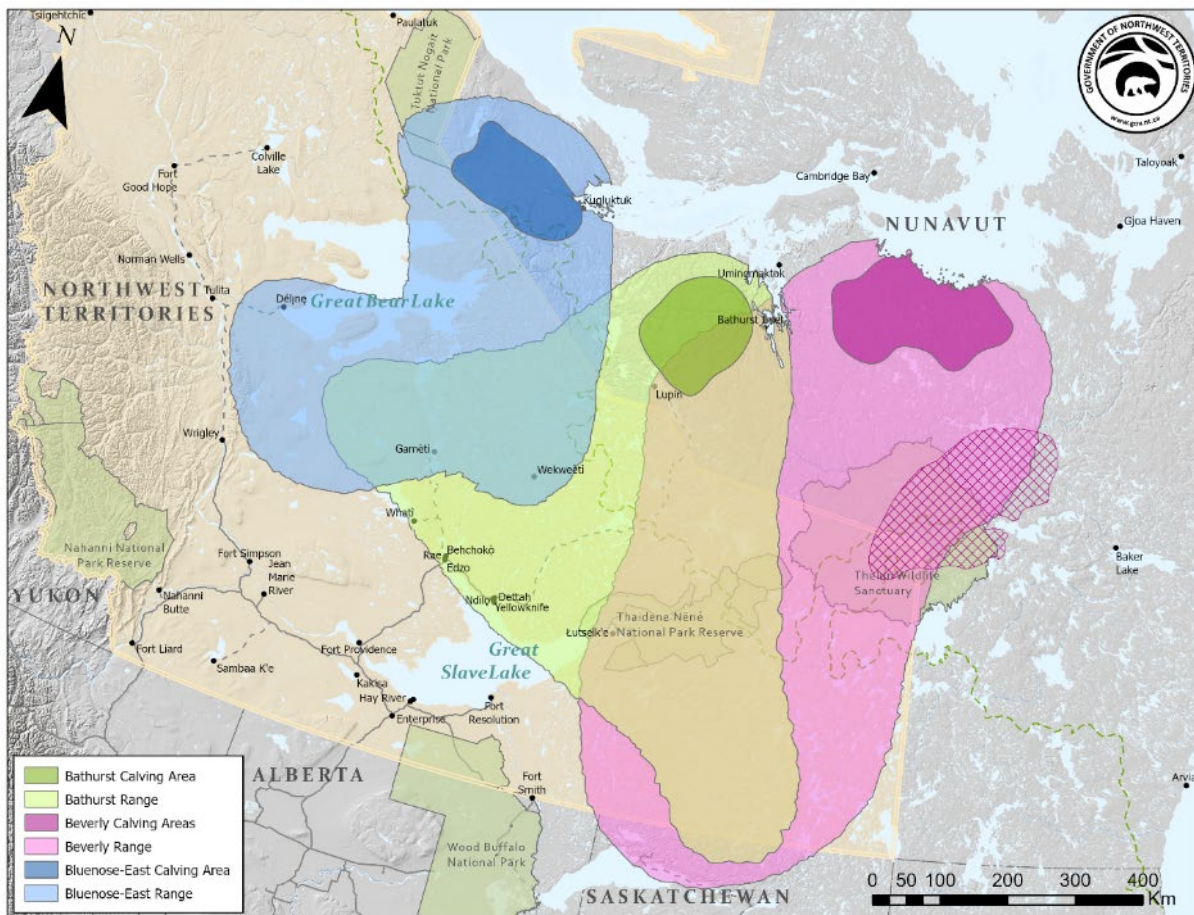 Tsiigehtchic
Paulatuk
N
Tuktut Nogait
National Park
GOVERNMENT OF NORTHWEST
TERRITORIES
www.gov.nt.ca
Colville
Lake
Fort
Good Hope
Cambridge Bay
Taloyoak
Kugluktuk
NUNAVUT
Gjoa Haven
Norman Wells
Umingmaktok
Tulita
NORTHWEST
TERRITORIES
Délįnę
Great Bear Lake
Bathurst Inlet
Lupin
Wrigley
Gamètì
Wekweètì
Whatì
Nahanni National
Park Reserve
Fort Simpson
Jean
Marie
River
Rae
Behchokǫ̀
Edzo
Baker
Lake
Thelon Wildlife
Sanctuary
YUKON
Nahanni
Butte
Ndilǫ
Dettah
Yellowknife
Thaidene Nëné
National Park Reserve
Łutselk'e
Fort Liard
Sambaa K'e
Fort Providence
Great
Slave Lake
Kakisa
Hay River
Enterprise
Fort
Resolution
ALBERTA
Fort
Smith
Arvia
Wood Buffalo
National Park
SASKATCHEWAN
Bathurst Calving Area
Bathurst Range
Beverly Calving Areas
Beverly Range
Bluenose-East Calving Area
Bluenose-East Range
0 50 100 200 300 400
Km